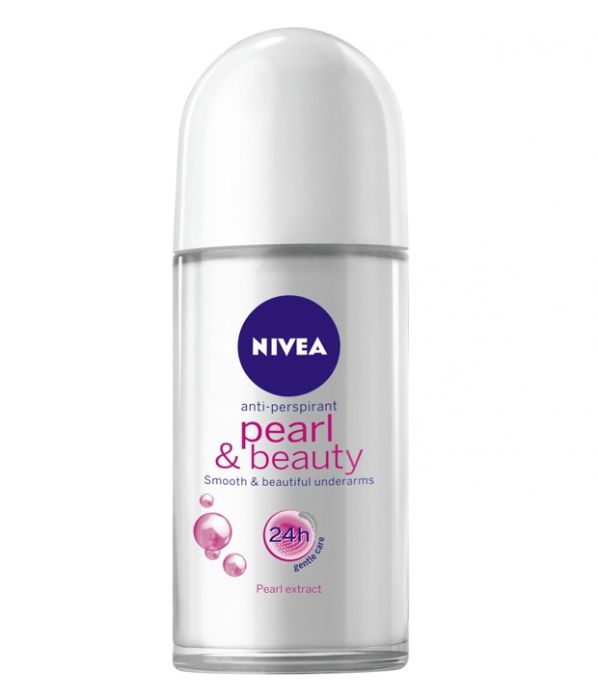 NIVEA
anti-perspirant
pearl
& beauty
Smooth & beautiful underarms
24h
gentle care
Pearl extract